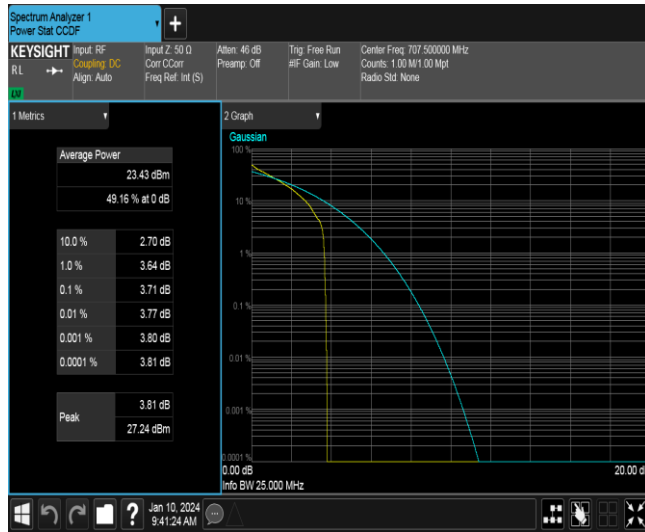 Spectrum Analyzer 1
Power Stat CCDF
+
KEYSIGHT
RL
Input: RF
Coupling: DC
Align: Auto
Input Z: 50 Ω
Corr CCorr
Freq Ref: Int (S)
Atten: 46 dB
Preamp: Off
Trig: Free Run
#IF Gain: Low
Center Freq: 707.500000 MHz
Counts: 1.00 M/1.00 Mpt
Radio Std: None
LXI
1 Metrics
Average Power
23.43 dBm
49.16 % at 0 dB
10.0 % 2.70 dB
1.0 % 3.64 dB
0.1 % 3.71 dB
0.01 % 3.77 dB
0.001 % 3.80 dB
0.0001 % 3.81 dB
Peak
3.81 dB
27.24 dBm
2 Graph
Gaussian
100 %
10 %
1 %
0.1 %
0.01 %
0.001 %
0.0001 %
0.00 dB 20.00 d
Info BW 25.000 MHz
?
Jan 10, 2024
9:41:24 AM